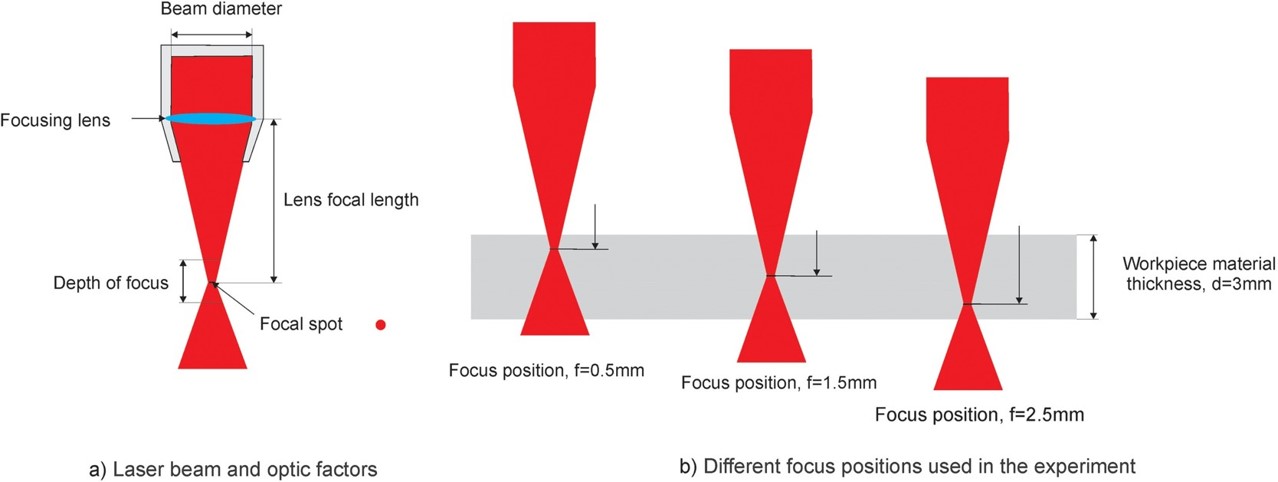 Beam diameter
Focusing lens
Lens focal length
Depth of focus
Focal spot
Workpiece material
thickness, d=3mm
Focus position, f=0.5mm
Focus position, f=1.5mm
Focus position, f=2.5mm
a) Laser beam and optic factors
b) Different focus positions used in the experiment